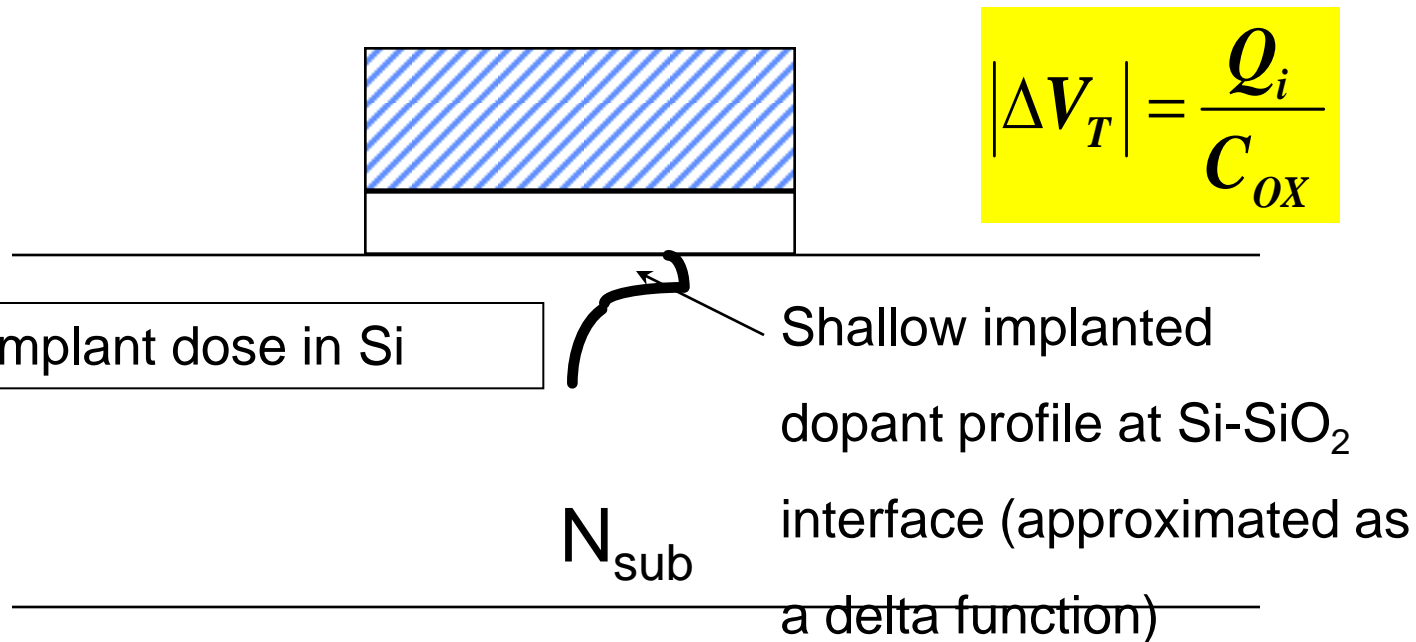 |ΔV_T| = Q_i / C_OX
mplant dose in Si
Shallow implanted
dopant profile at Si-SiO₂
interface (approximated as
a delta function)
N_sub